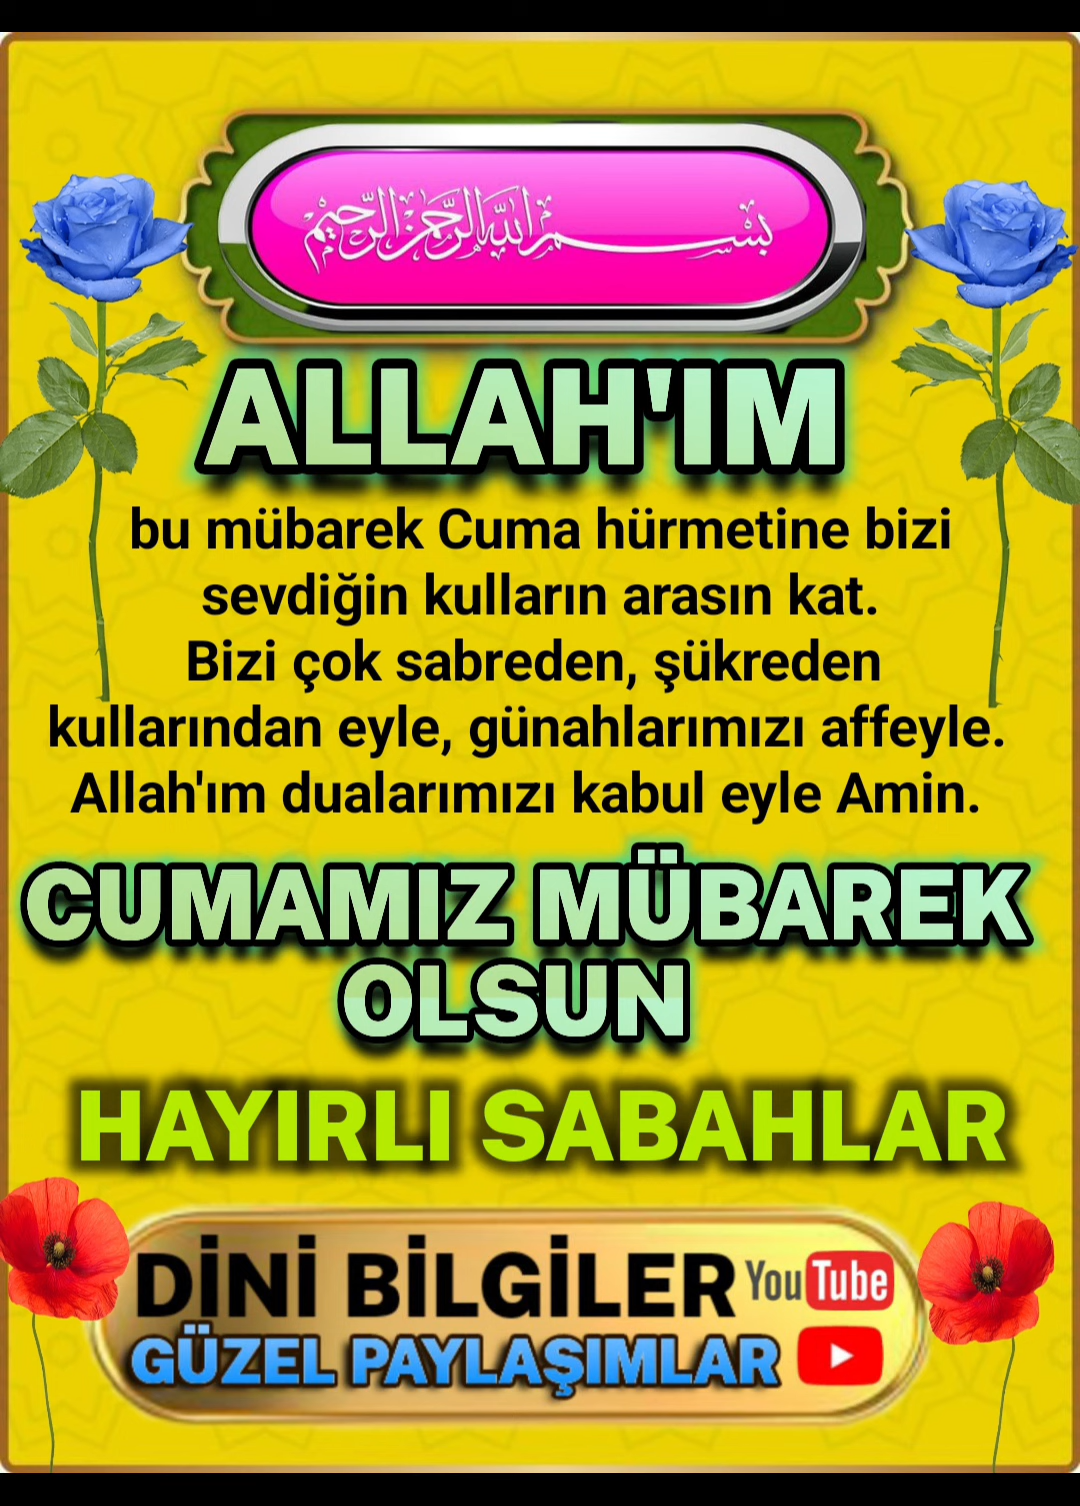 بسم الله الرحمن الرحيم
ALLAH'IM
bu mübarek Cuma hürmetine bizi
sevdiğin kulların arasın kat.
Bizi çok sabreden, şükreden
kullarından eyle, günahlarımızı affeyle.
Allah'ım dualarımızı kabul eyle Amin.
CUMAMIZ MÜBAREK
OLSUN
HAYIRLI SABAHLAR
DİNİ BİLGİLER YouTube
GÜZEL PAYLAŞIMLAR